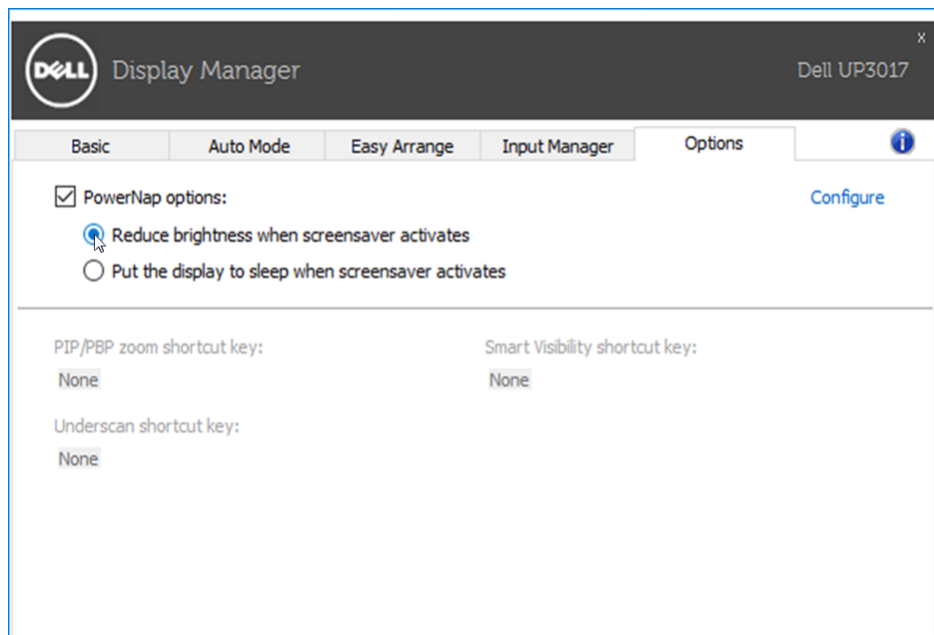 x
DELL Display Manager Dell UP3017
Basic Auto Mode Easy Arrange Input Manager Options i
PowerNap options: Configure
Reduce brightness when screensaver activates
Put the display to sleep when screensaver activates
PIP/PBP zoom shortcut key: Smart Visibility shortcut key:
None None
Underscan shortcut key:
None